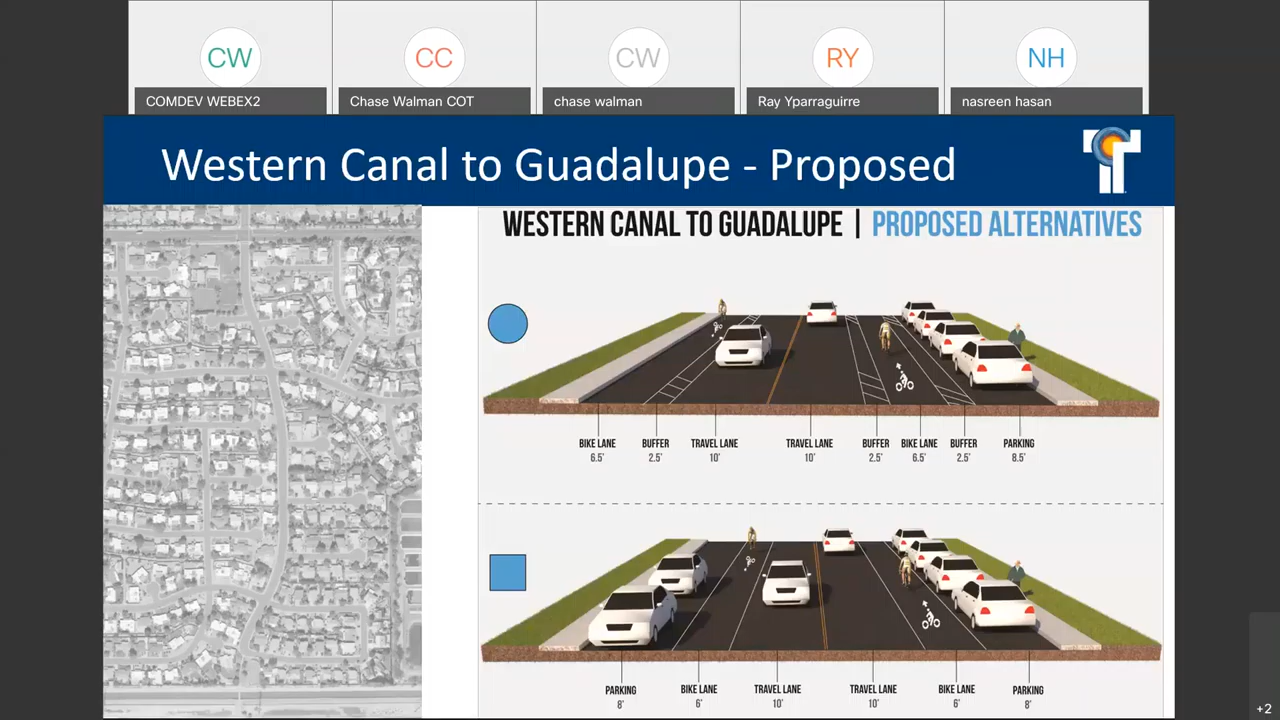 CW
CC
CW
RY
NH
COMDEV WEBEX2
Chase Walman COT
chase walman
Ray Yparraguirre
nasreen hasan
Western Canal to Guadalupe - Proposed
WESTERN CANAL TO GUADALUPE | PROPOSED ALTERNATIVES
BIKE LANE BUFFER TRAVEL LANE TRAVEL LANE BUFFER BIKE LANE BUFFER PARKING
6.5' 2.5' 10' 10' 2.5' 6.5' 2.5' 8.5'
PARKING BIKE LANE TRAVEL LANE TRAVEL LANE BIKE LANE PARKING
8' 6' 10' 10' 6' 8'
+2